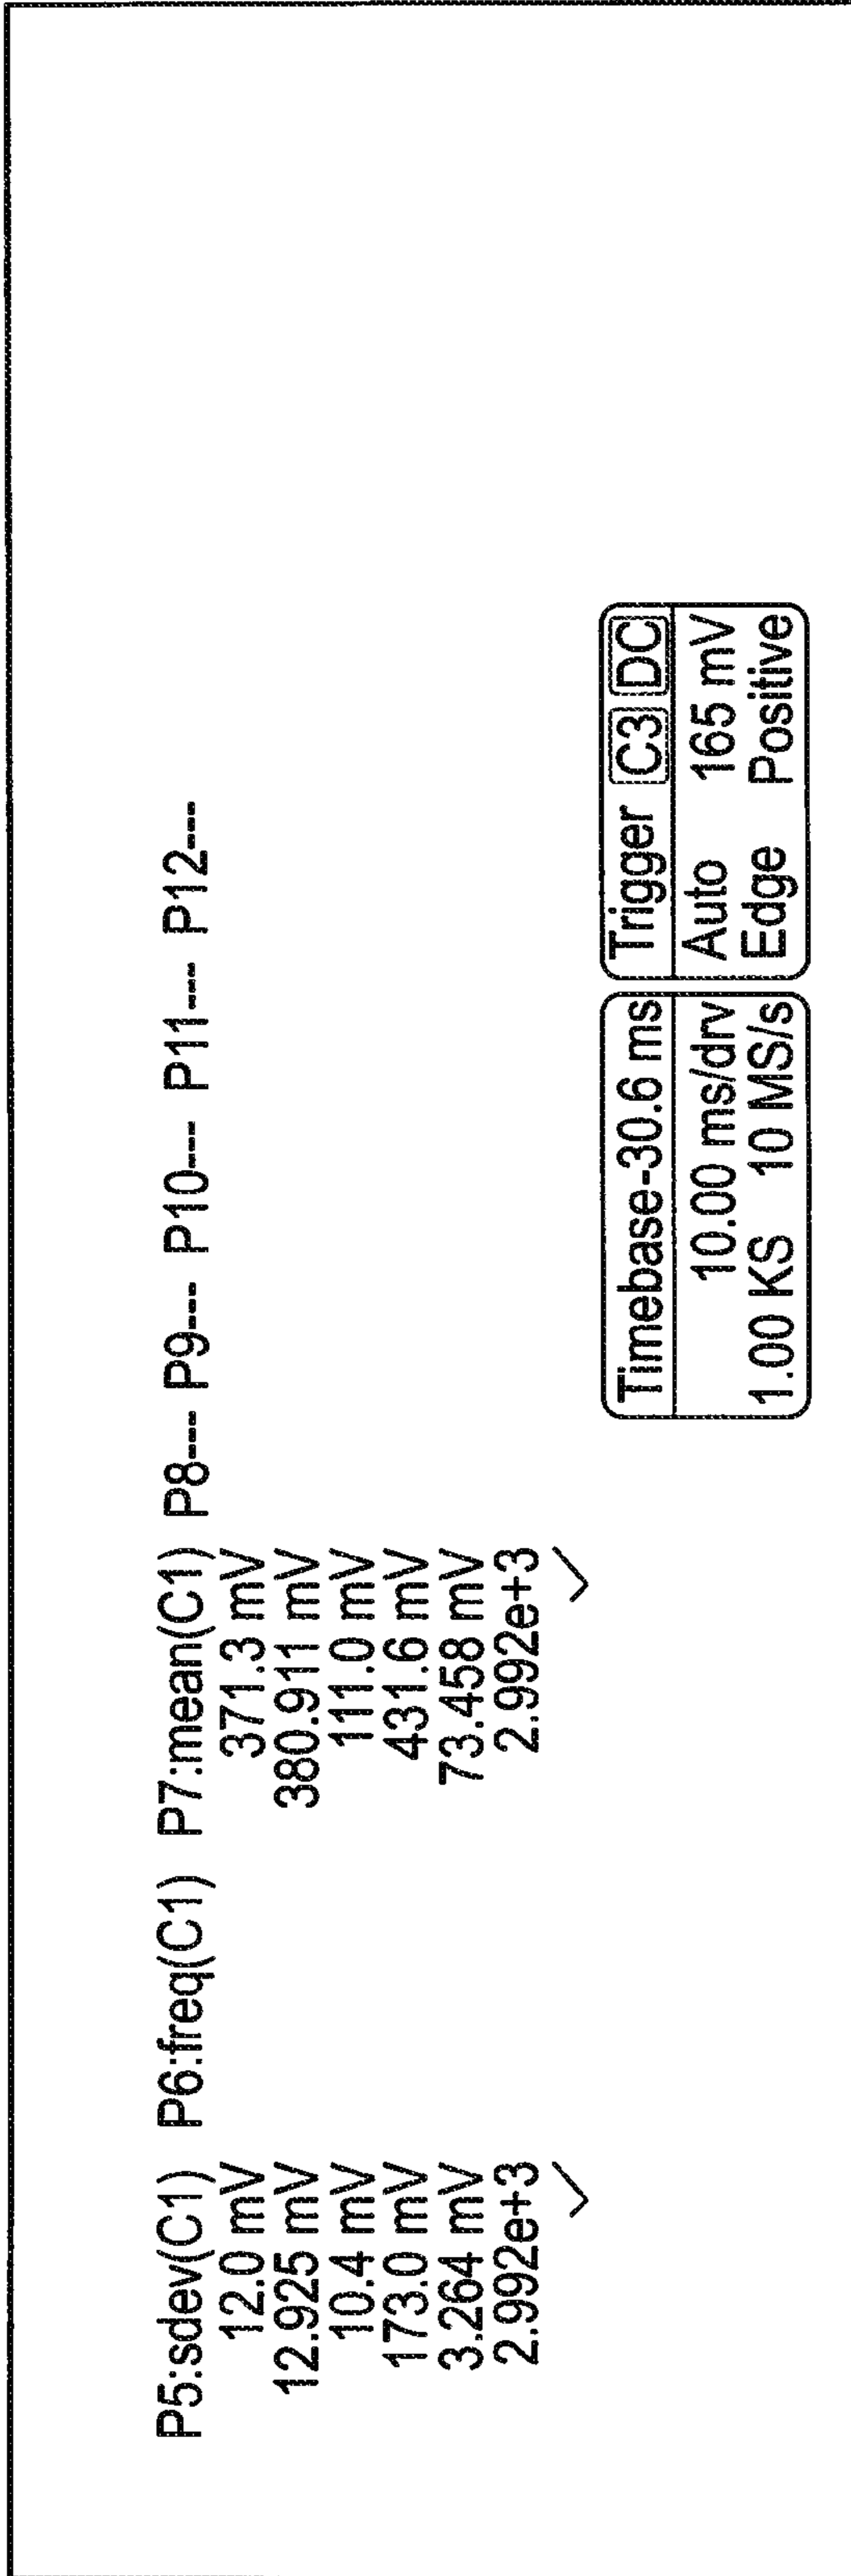 P5:sdev(C1) P6:freq(C1) P7:mean(C1) P8--- P9--- P10--- P11--- P12---
12.0 mV 371.3 mV
12.925 mV 380.911 mV
10.4 mV 111.0 mV
173.0 mV 431.6 mV
3.264 mV 73.458 mV
2.992e+3 2.992e+3
Timebase-30.6 ms Trigger C3 DC
10.00 ms/drv Auto 165 mV
1.00 KS 10 MS/s Edge Positive